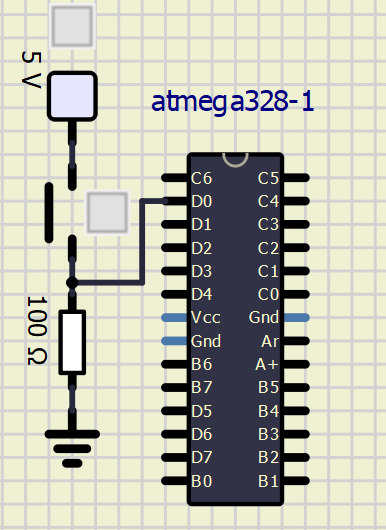 5 V
atmega328-1
100 Ω
C6 C5
D0 C4
D1 C3
D2 C2
D3 C1
D4 C0
Vcc Gnd
Gnd Ar
B6 A+
B7 B5
D5 B4
D6 B3
D7 B2
B0 B1